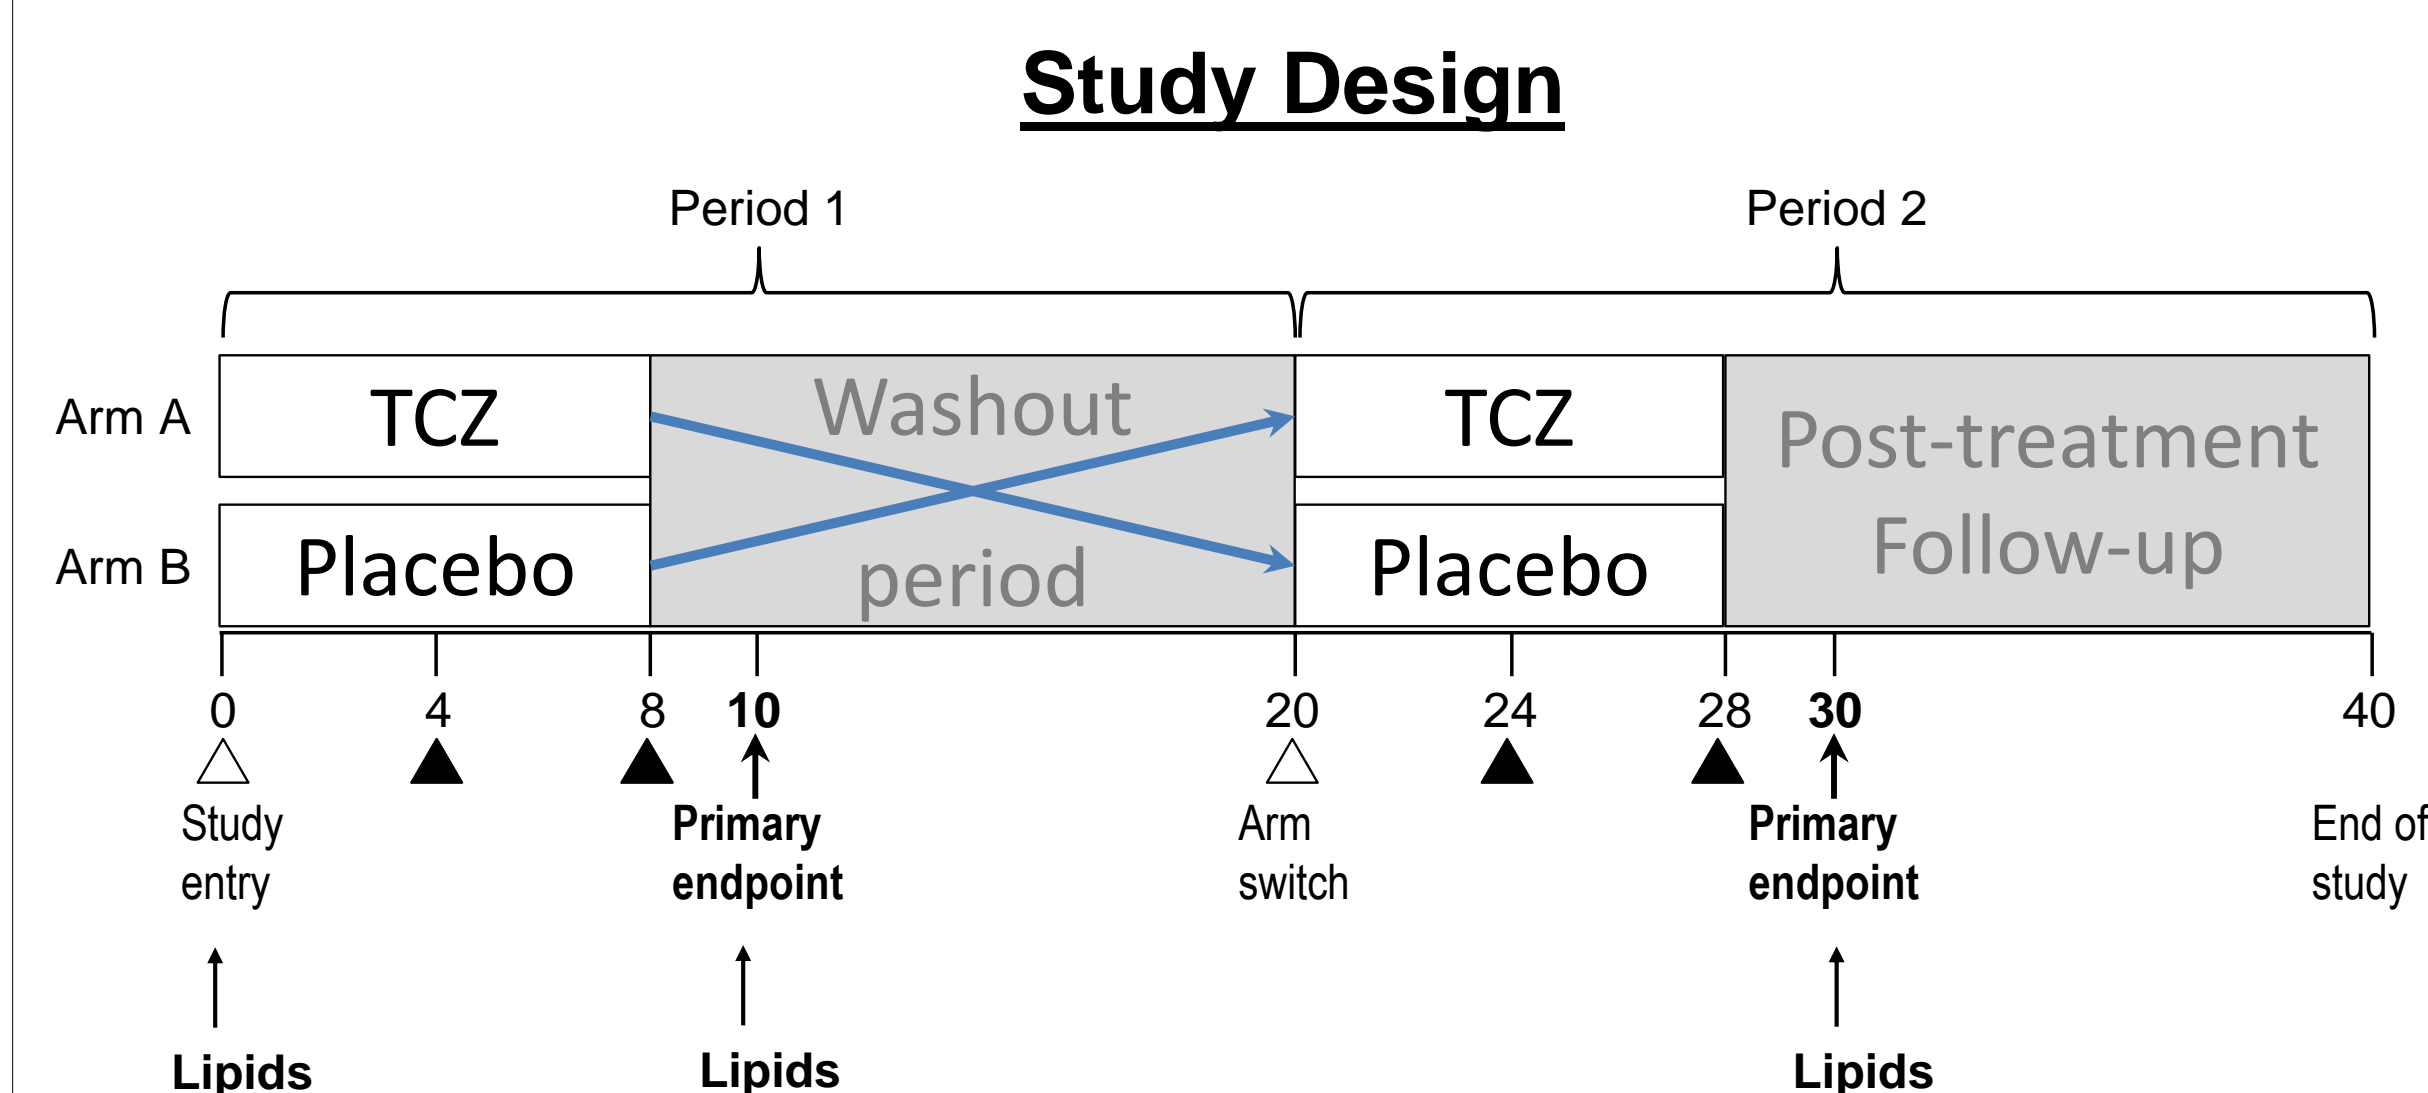 Study Design
Period 1
Period 2
Arm A
TCZ
Washout
TCZ
Post-treatment
Arm B
Placebo
period
Placebo
Follow-up
0 4 8 10 20 24 28 30 40
Study
entry
Primary
endpoint
Arm
switch
Primary
endpoint
End of
study
Lipids
Lipids
Lipids